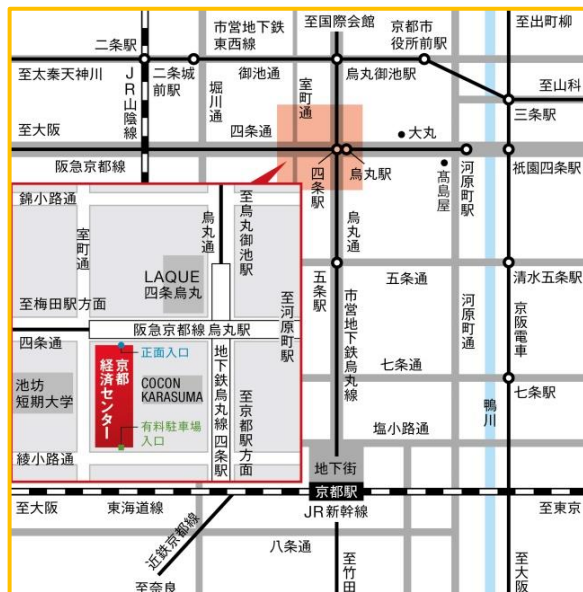 市営地下鉄
東西線
至国際会館
京都市
役所前駅
至出町柳
二条駅
至太秦天神川
二条城
前駅
御池通
烏丸御池駅
至山科
JR山陰線
堀川通
室町通
三条駅
至大阪
四条通
大丸
阪急京都線
四条駅
烏丸駅
髙島屋
河原町駅
祇園四条駅
錦小路通
室町通
烏丸通
至烏丸御池駅
烏丸通
LAQUE
四条烏丸
五条駅
五条通
清水五条駅
至梅田駅方面
至河原町駅
市営地下鉄烏丸線
河原町通
京阪電車
四条通
阪急京都線 烏丸駅
正面入口
京都
経済センター
池坊
短期大学
COCON
KARASUMA
地下鉄烏丸線 四条駅
至京都駅方面
七条通
七条駅
鴨川
有料駐車場
入口
塩小路通
綾小路通
地下街
京都駅
至大阪
東海道線
JR新幹線
至東京
近鉄京都線
八条通
至奈良
至竹田
至大阪